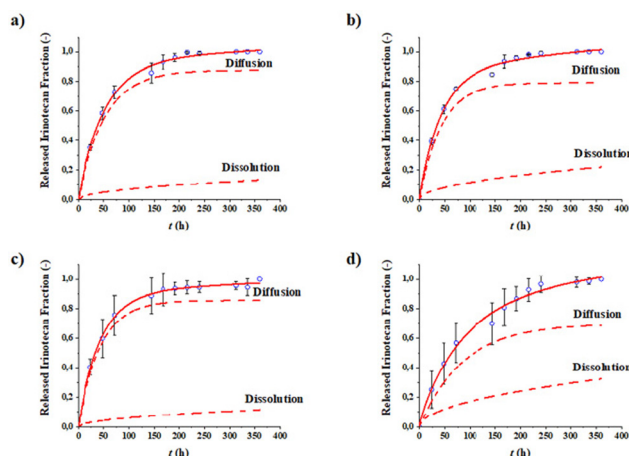 a)
Released Irinotecan Fraction (-)
1,0
0,8
0,6
0,4
0,2
0,0
Diffusion
Dissolution
0 50 100 150 200 250 300 350 400
t (h)
b)
Released Irinotecan Fraction (-)
1,0
0,8
0,6
0,4
0,2
0,0
Diffusion
Dissolution
0 50 100 150 200 250 300 350 400
t (h)
c)
Released Irinotecan Fraction (-)
1,0
0,8
0,6
0,4
0,2
0,0
Diffusion
Dissolution
0 50 100 150 200 250 300 350 400
t (h)
d)
Released Irinotecan Fraction (-)
1,0
0,8
0,6
0,4
0,2
0,0
Diffusion
Dissolution
0 50 100 150 200 250 300 350 400
t (h)